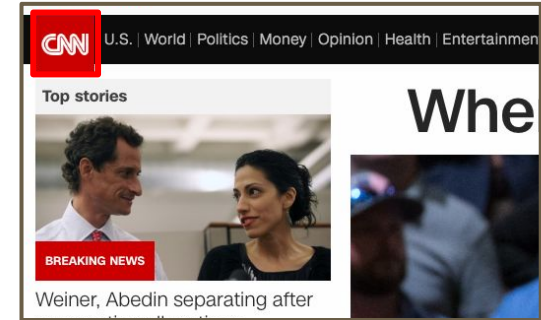 CNN U.S. | World | Politics | Money | Opinion | Health | Entertainmen
Top stories
Whe
BREAKING NEWS
Weiner, Abedin separating after